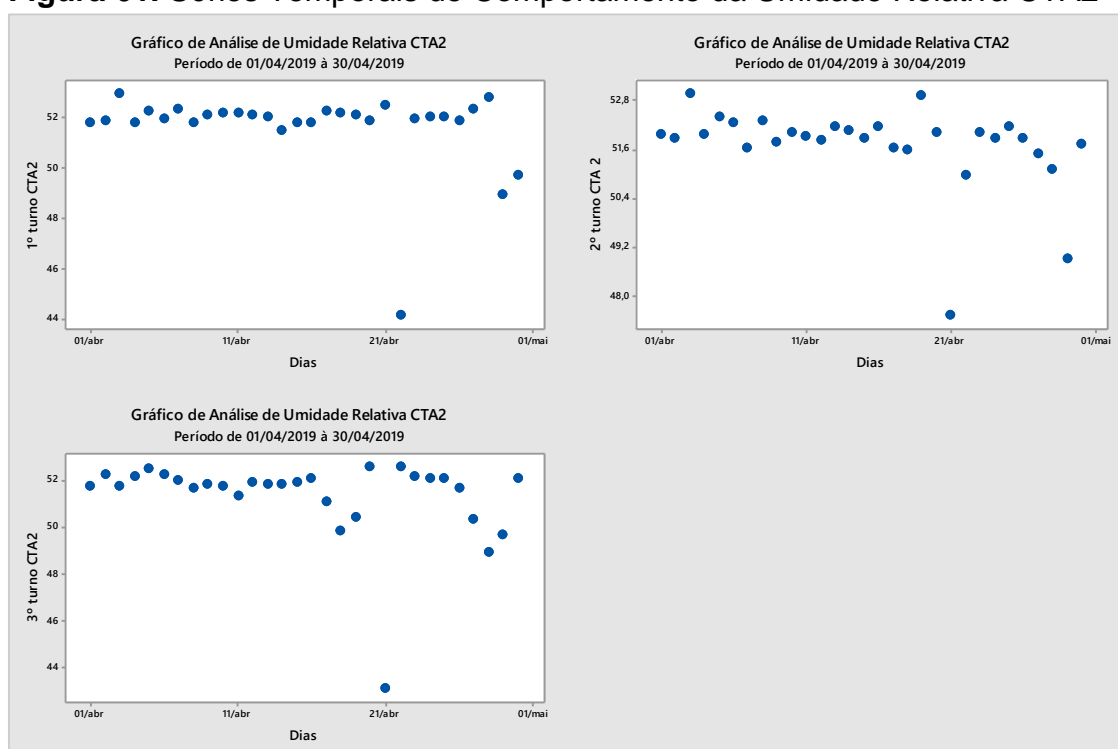 Gráfico de Análise de Umidade Relativa CTA2
Período de 01/04/2019 à 30/04/2019
1º turno CTA2
52
50
48
46
44
01/abr
11/abr
21/abr
01/mai
Dias
Gráfico de Análise de Umidade Relativa CTA2
Período de 01/04/2019 à 30/04/2019
2º turno CTA 2
52,8
51,6
50,4
49,2
48,0
01/abr
11/abr
21/abr
01/mai
Dias
Gráfico de Análise de Umidade Relativa CTA2
Período de 01/04/2019 à 30/04/2019
3º turno CTA2
52
50
48
46
44
01/abr
11/abr
21/abr
01/mai
Dias